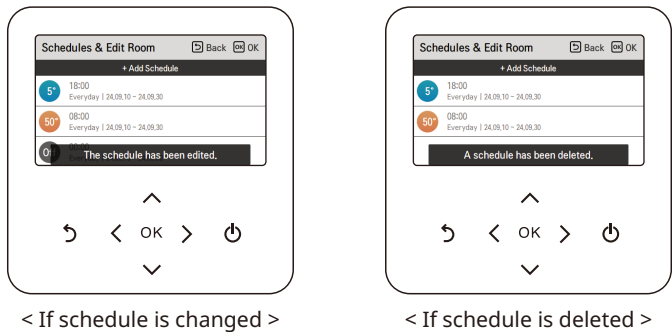 Schedules & Edit Room Back OK OK
+ Add Schedule
5° 18:00
Everyday | 24.09.10 ~ 24.09.30
50° 08:00
Everyday | 24.09.10 ~ 24.09.30
The schedule has been edited.
OK
< If schedule is changed >
Schedules & Edit Room Back OK OK
+ Add Schedule
5° 18:00
Everyday | 24.09.10 ~ 24.09.30
50° 08:00
Everyday | 24.09.10 ~ 24.09.30
A schedule has been deleted.
OK
< If schedule is deleted >